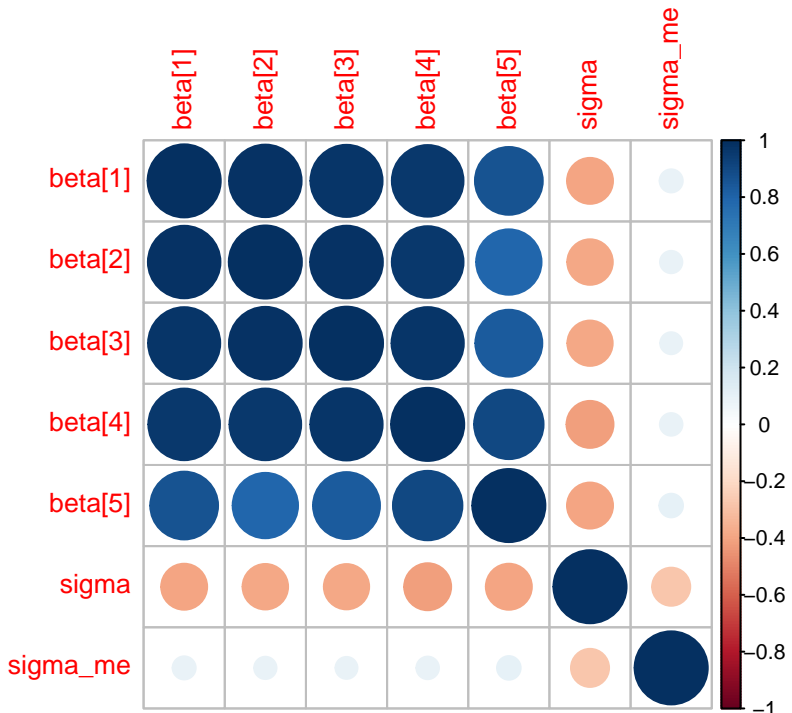 beta[1]
beta[2]
beta[3]
beta[4]
beta[5]
sigma
sigma_me
beta[1]
beta[2]
beta[3]
beta[4]
beta[5]
sigma
sigma_me
1
0.8
0.6
0.4
0.2
0
−0.2
−0.4
−0.6
−0.8
−1